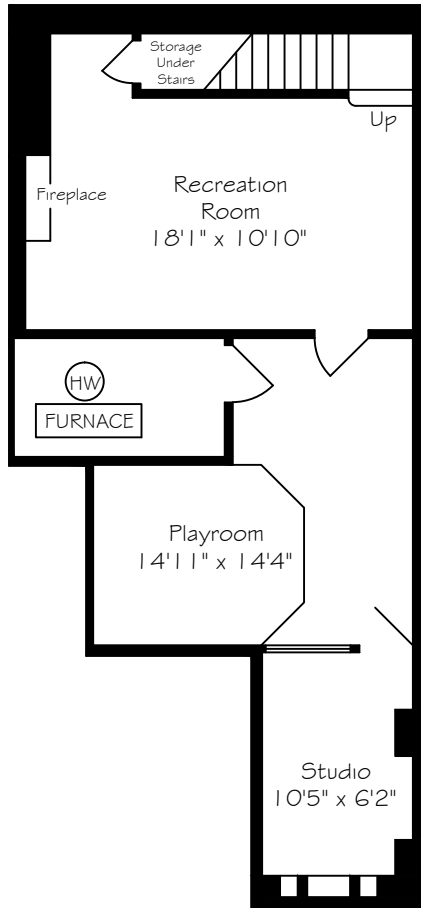 Storage
Under
Stairs
Up
Fireplace
Recreation
Room
18'1" x 10'10"
HW
FURNACE
Playroom
14'11" x 14'4"
Studio
10'5" x 6'2"